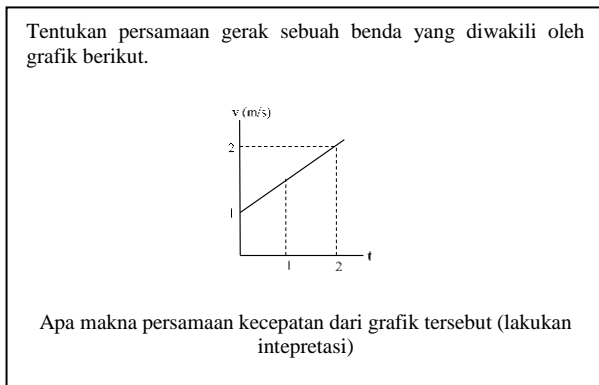 Tentukan persamaan gerak sebuah benda yang diwakili oleh
grafik berikut.
v (m/s)
2
1
1
2
t
Apa makna persamaan kecepatan dari grafik tersebut (lakukan
intepretasi)